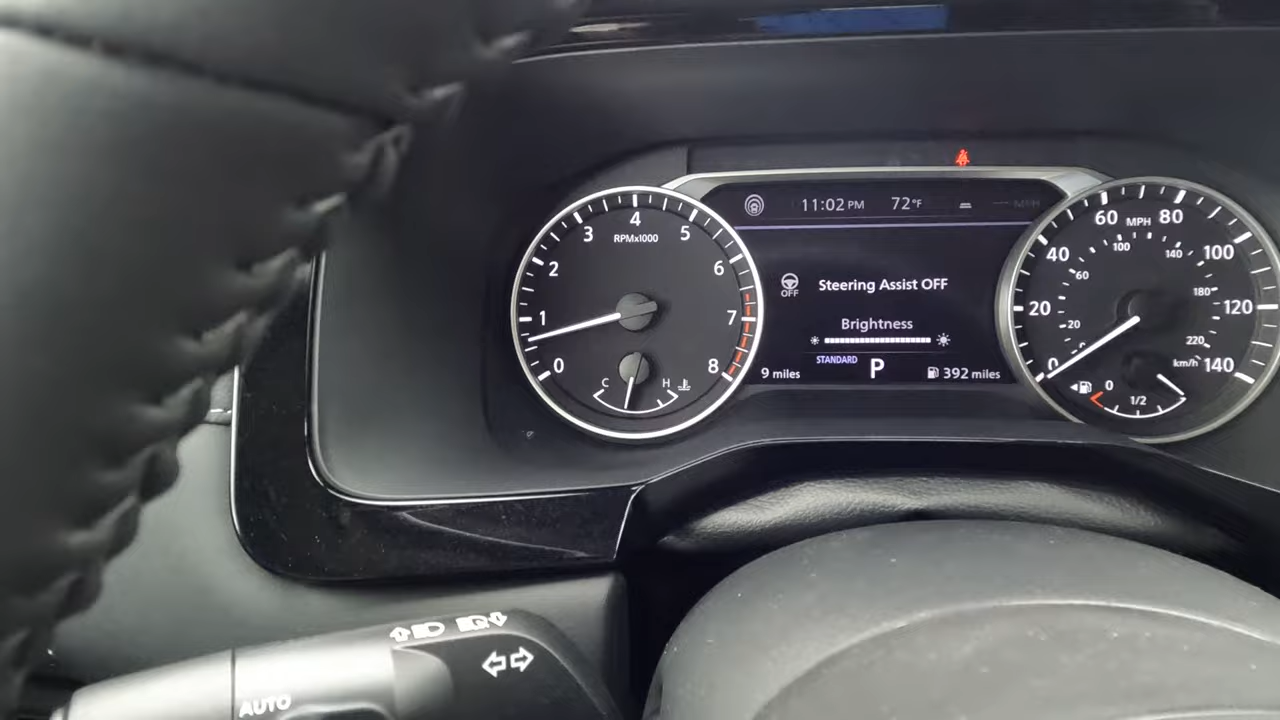 11:02 PM 72°F
MPH
4
3
5
RPMx1000
2
6
1
7
0
8
C
H
OFF
Steering Assist OFF
Brightness
STANDARD
P
9 miles
392 miles
60 MPH 80
100
140
40
100
60
180
20
120
20
220
0
0
km/h
140
0
1/2
AUTO